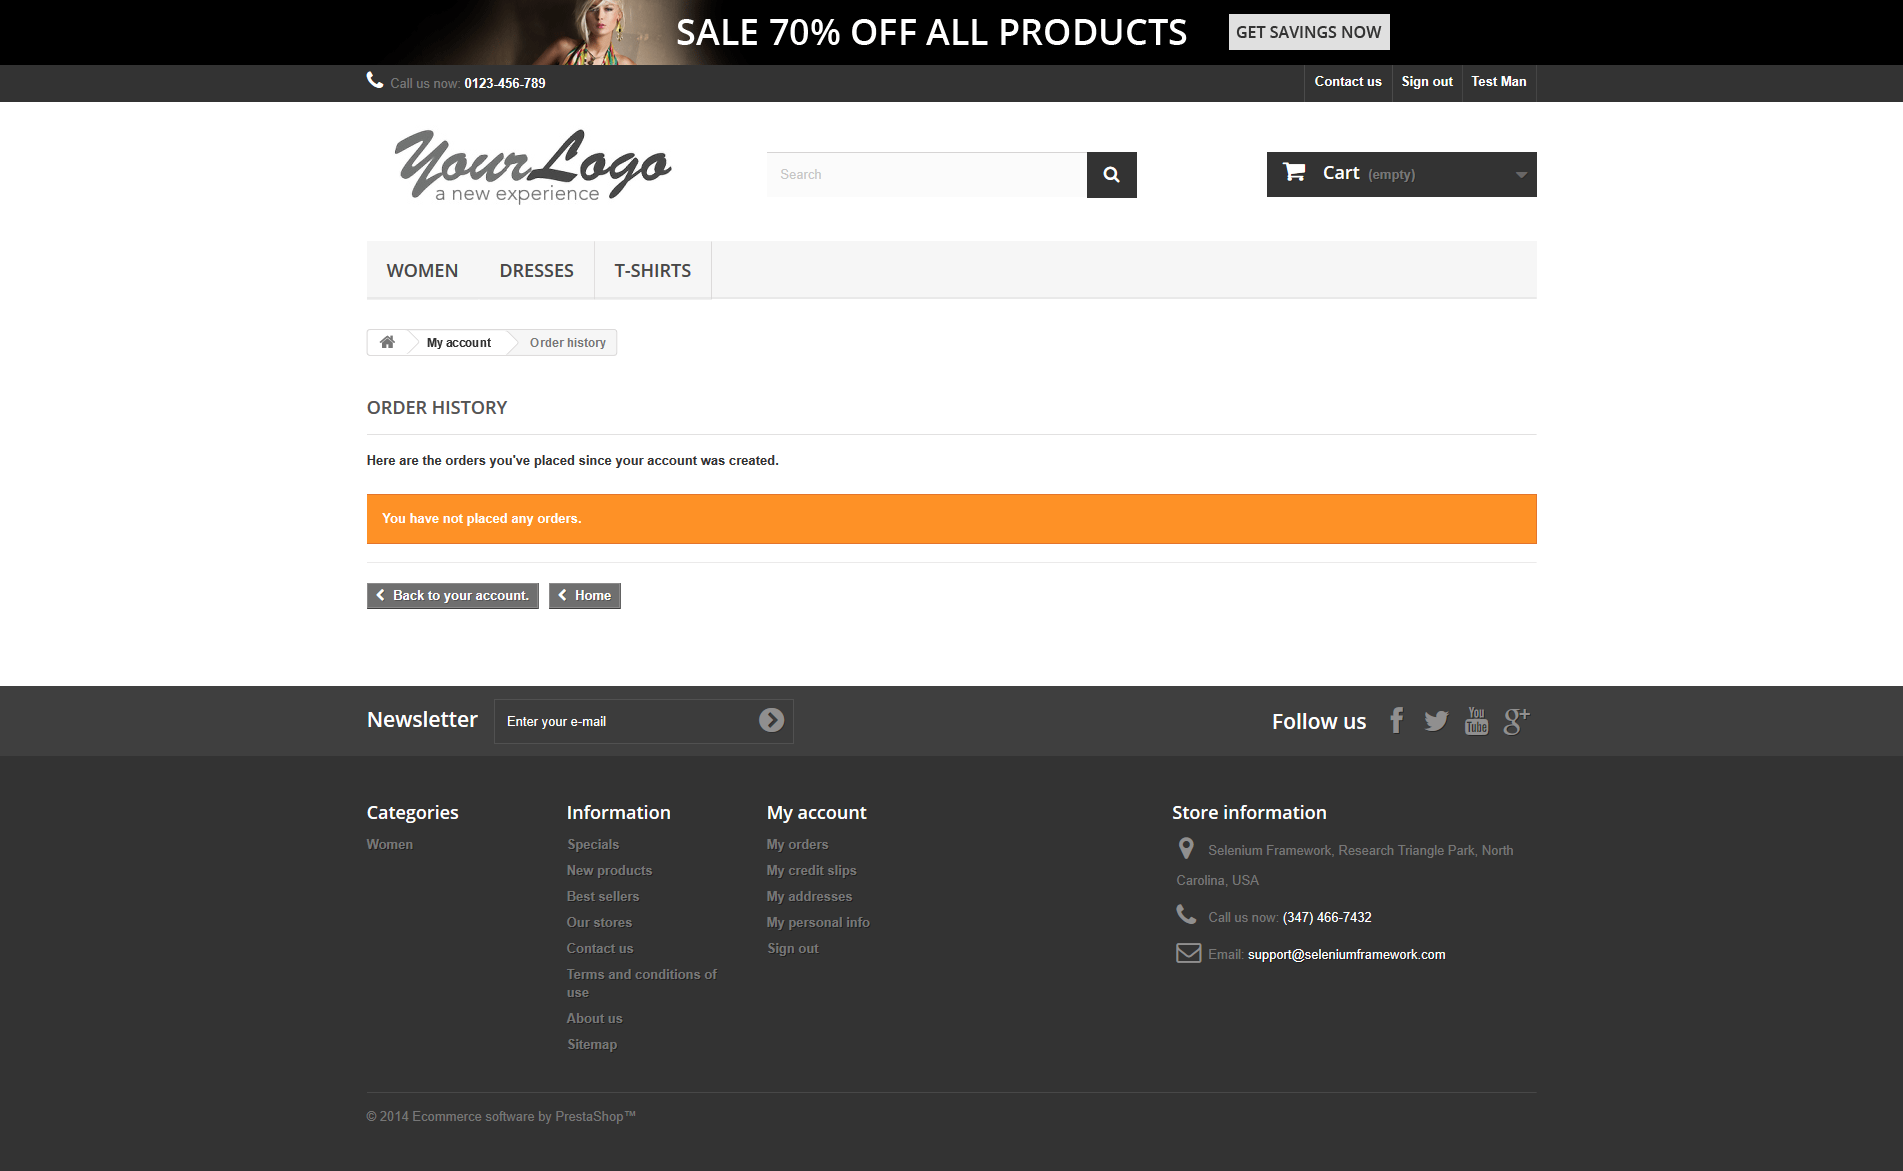 SALE 70% OFF ALL PRODUCTS GET SAVINGS NOW
Call us now: 0123-456-789 Contact us Sign out Test Man
Your Logo
a new experience
Search
Cart (empty)
WOMEN DRESSES T-SHIRTS
My account Order history
ORDER HISTORY
Here are the orders you've placed since your account was created.
You have not placed any orders.
Back to your account. Home
Newsletter Enter your e-mail Follow us
You
Tube
g+
Categories
Women
Information
Specials
New products
Best sellers
Our stores
Contact us
Terms and conditions of
use
About us
Sitemap
My account
My orders
My credit slips
My addresses
My personal info
Sign out
Store information
Selenium Framework, Research Triangle Park, North
Carolina, USA
Call us now: (347) 466-7432
Email: support@seleniumframework.com
© 2014 Ecommerce software by PrestaShop™